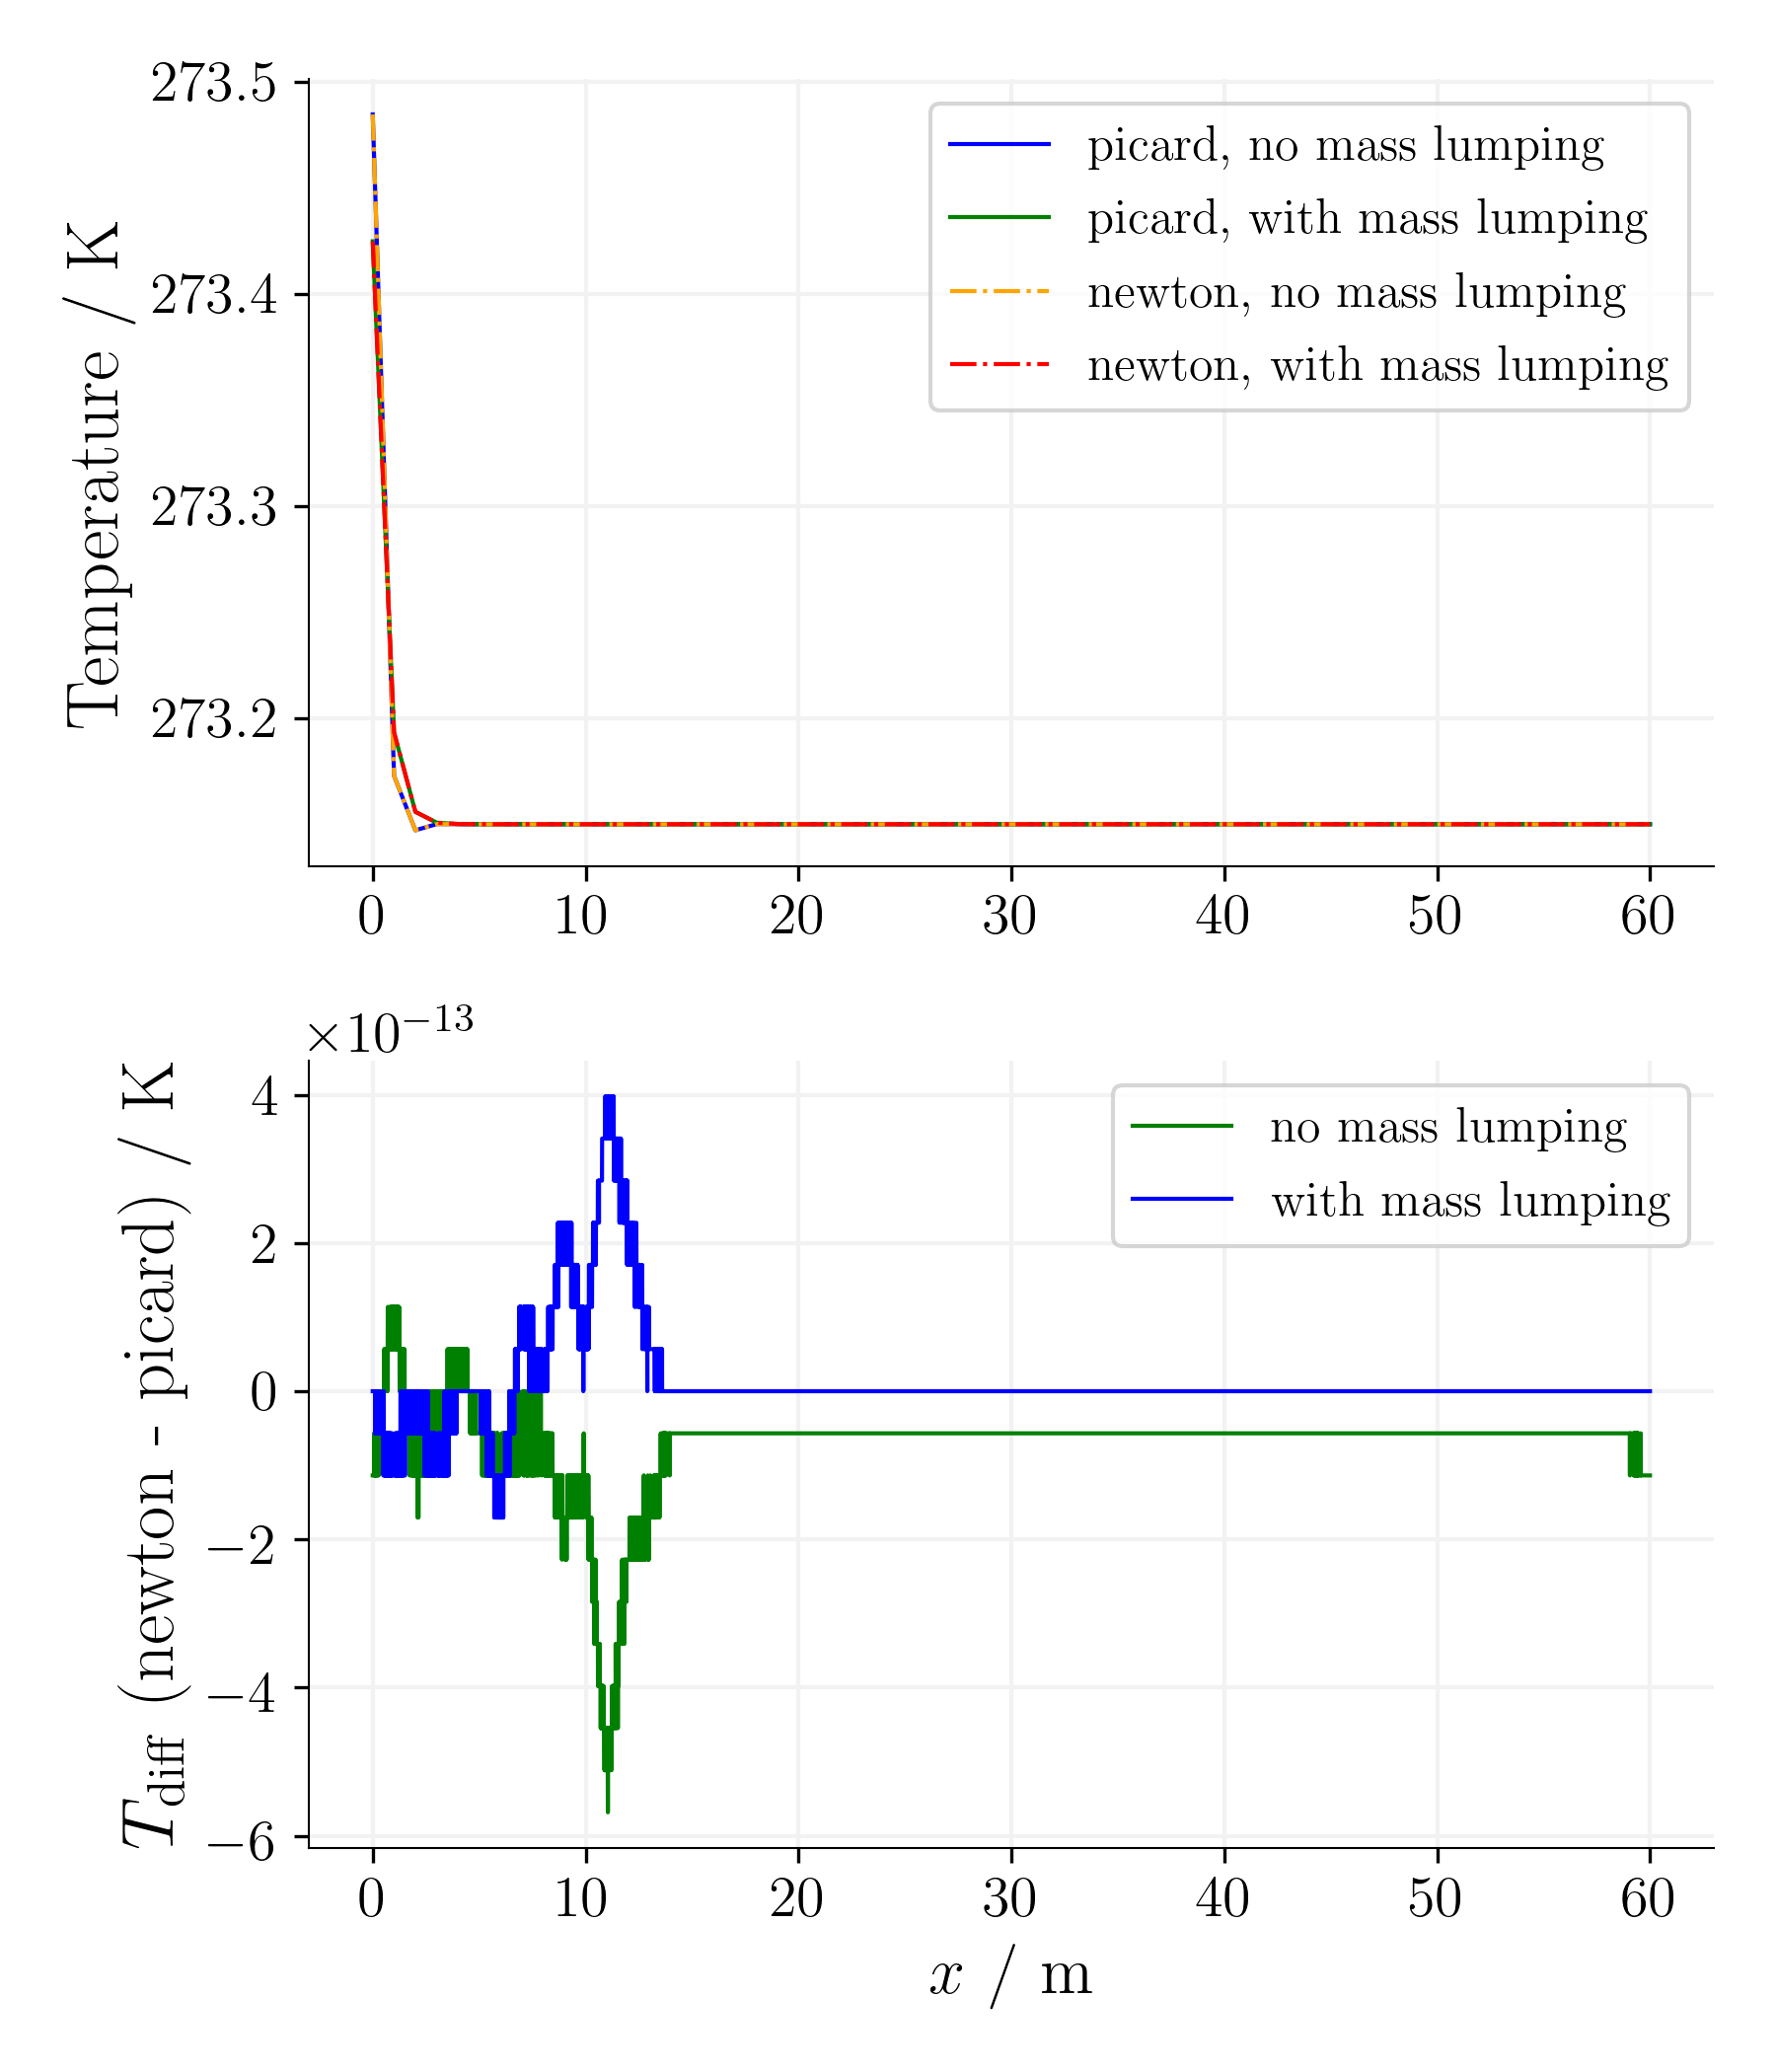 273.5
273.4
273.3
273.2
Temperature / K
picard, no mass lumping
picard, with mass lumping
newton, no mass lumping
newton, with mass lumping
0 10 20 30 40 50 60
×10⁻¹³
4
2
0
−2
−4
−6
T_diff (newton - picard) / K
no mass lumping
with mass lumping
0 10 20 30 40 50 60
x / m